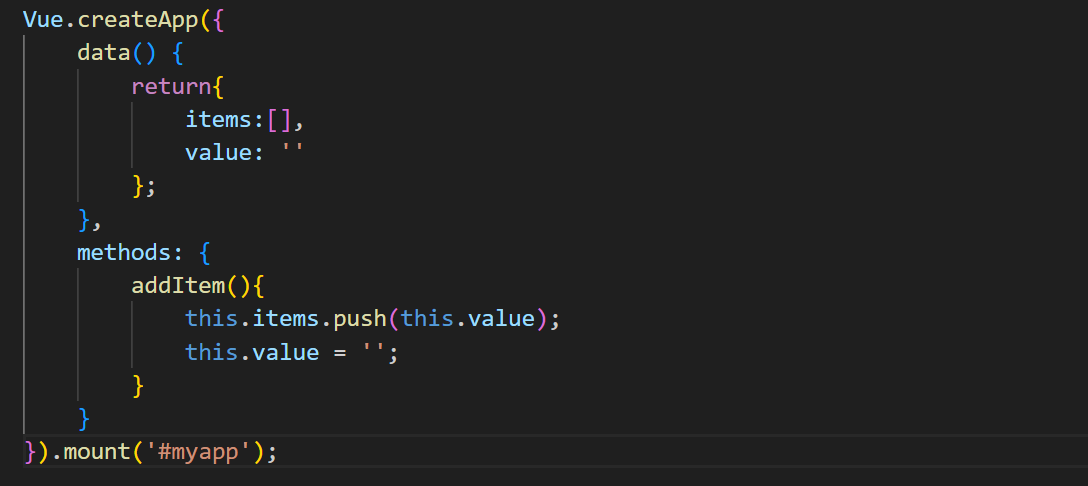 Vue.createApp({
    data() {
        return{
            items:[],
            value: ''
        };
    },
    methods: {
        addItem(){
            this.items.push(this.value);
            this.value = '';
        }
    }
}).mount('#myapp');